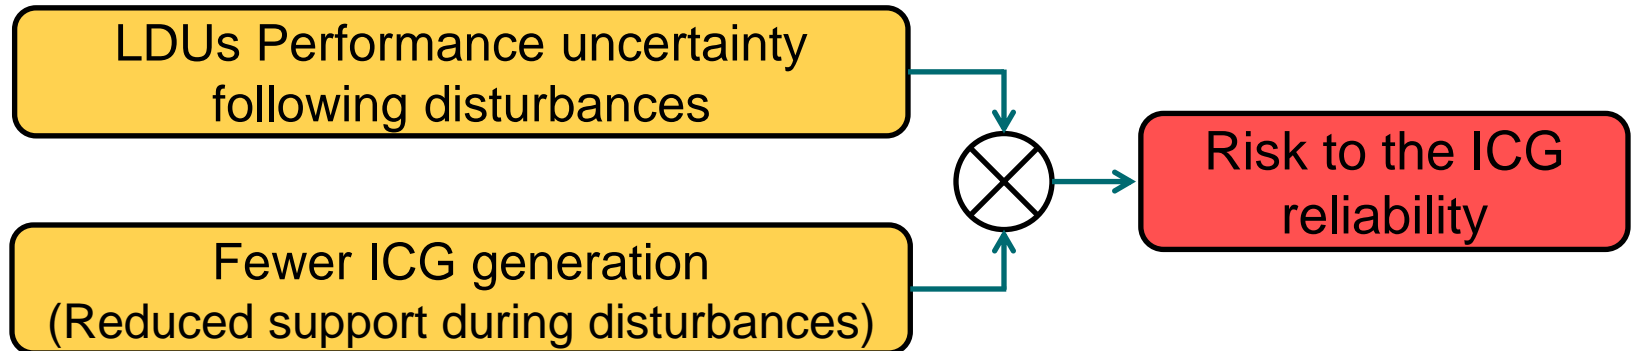 LDUs Performance uncertainty
following disturbances
Risk to the ICG
reliability
Fewer ICG generation
(Reduced support during disturbances)